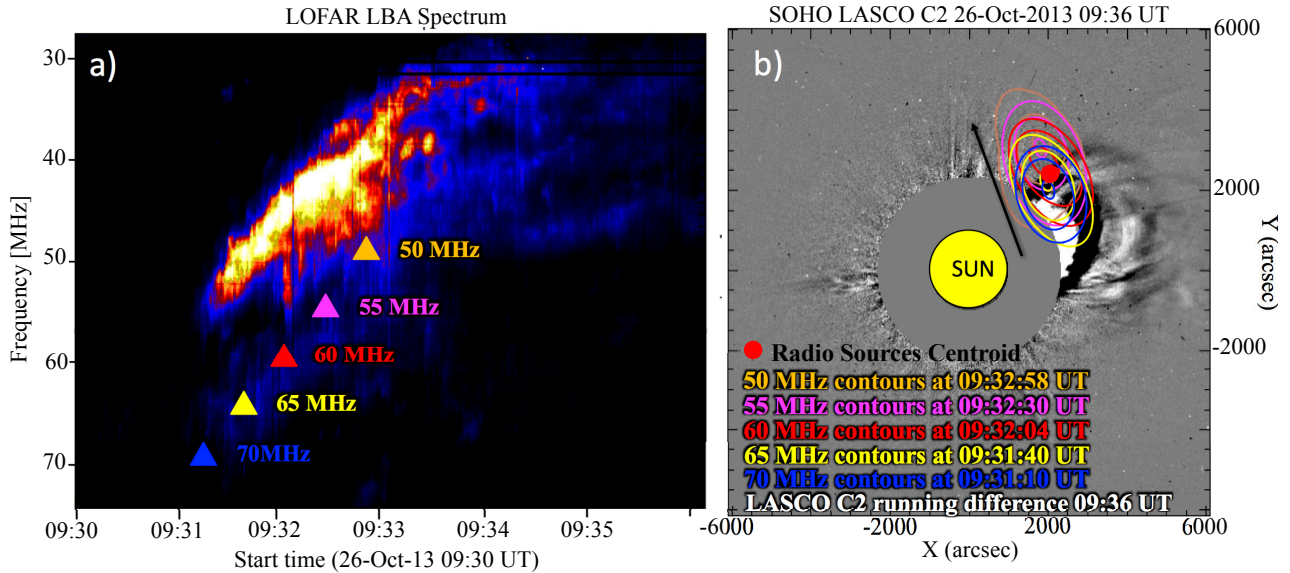 LOFAR LBA Spectrum
a)
30
40
50
60
70
Frequency [MHz]
50 MHz
55 MHz
60 MHz
65 MHz
70MHz
09:30
09:31
09:32
09:33
09:34
09:35
Start time (26-Oct-13 09:30 UT)
SOHO LASCO C2 26-Oct-2013 09:36 UT
b)
6000
2000
-2000
Y (arcsec)
SUN
Radio Sources Centroid
50 MHz contours at 09:32:58 UT
55 MHz contours at 09:32:30 UT
60 MHz contours at 09:32:04 UT
65 MHz contours at 09:31:40 UT
70 MHz contours at 09:31:10 UT
LASCO C2 running difference 09:36 UT
-6000
-2000
2000
6000
X (arcsec)